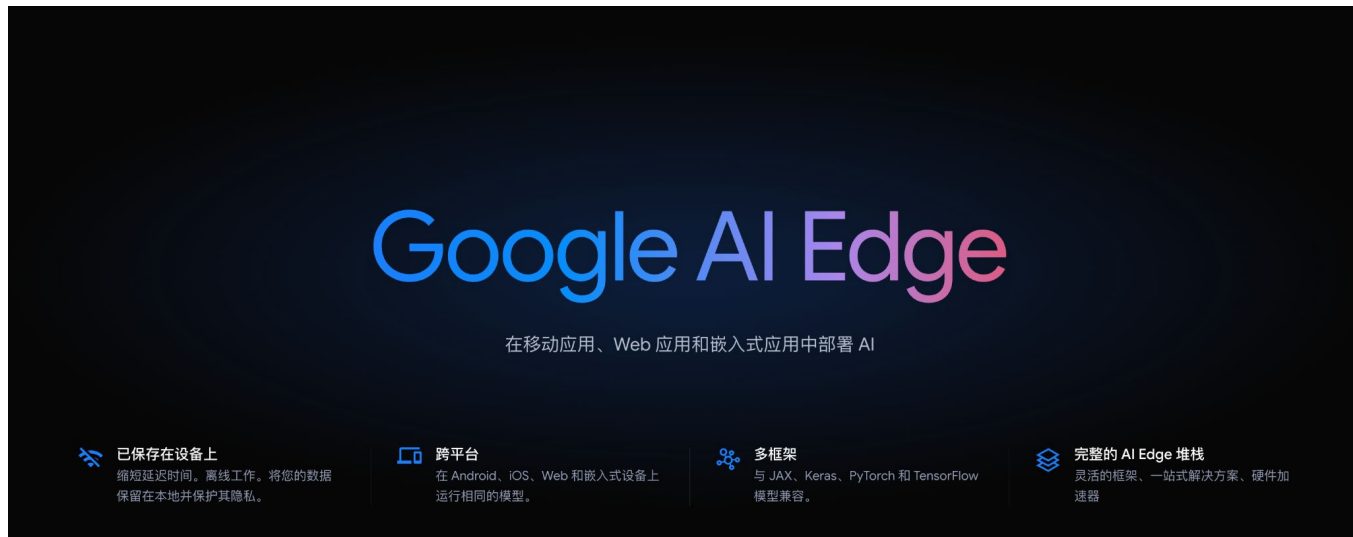 Google AI Edge
在移动应用、Web 应用和嵌入式应用中部署 AI
已保存在设备上
缩短延迟时间。离线工作。将您的数据
保留在本地并保护其隐私。
跨平台
在 Android、iOS、Web 和嵌入式设备上
运行相同的模型。
多框架
与 JAX、Keras、PyTorch 和 TensorFlow
模型兼容。
完整的 AI Edge 堆栈
灵活的框架、一站式解决方案、硬件加
速器